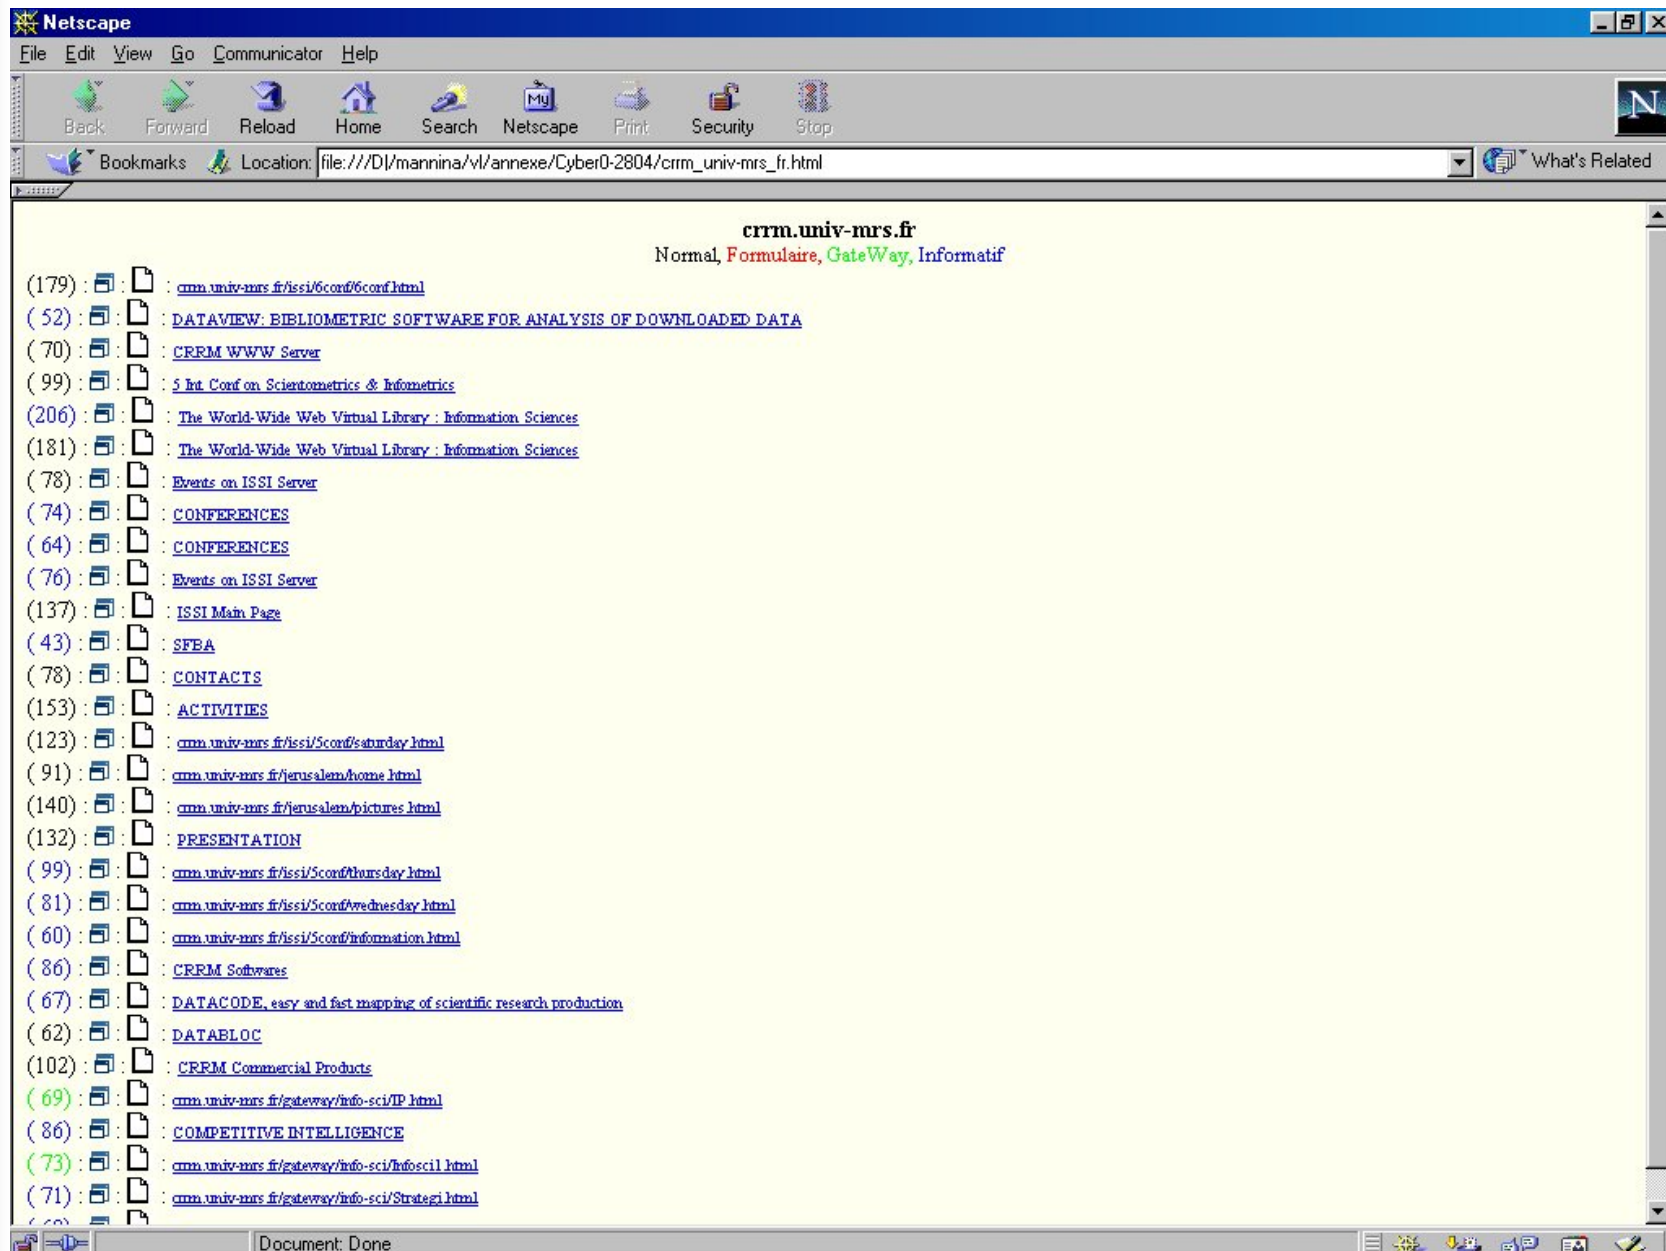 Netscape
File Edit View Go Communicator Help
Back Forward Reload Home Search Netscape Print Security Stop
My
N
Bookmarks Location: file:///D|/mannina/vl/annexe/Cyber0-2804/crrm_univ-mrs_fr.html What's Related
crrm.univ-mrs.fr
Normal, Formulaire, GateWay, Informatif
(179) : : : crrm.univ-mrs.fr/issi/6conf/6conf.html
( 52) : : : DATAVIEW: BIBLIOMETRIC SOFTWARE FOR ANALYSIS OF DOWNLOADED DATA
( 70) : : : CRRM WWW Server
( 99) : : : 5 Int. Conf on Scientometrics & Infometrics
(206) : : : The World-Wide Web Virtual Library : Information Sciences
(181) : : : The World-Wide Web Virtual Library : Information Sciences
( 78) : : : Events on ISSI Server
( 74) : : : CONFERENCES
( 64) : : : CONFERENCES
( 76) : : : Events on ISSI Server
(137) : : : ISSI Main Page
( 43) : : : SFBA
( 78) : : : CONTACTS
(153) : : : ACTIVITIES
(123) : : : crrm.univ-mrs.fr/issi/5conf/saturday.html
( 91) : : : crrm.univ-mrs.fr/jerusalem/home.html
(140) : : : crrm.univ-mrs.fr/jerusalem/pictures.html
(132) : : : PRESENTATION
( 99) : : : crrm.univ-mrs.fr/issi/5conf/thursday.html
( 81) : : : crrm.univ-mrs.fr/issi/5conf/wednesday.html
( 60) : : : crrm.univ-mrs.fr/issi/5conf/information.html
( 86) : : : CRRM Softwares
( 67) : : : DATACODE, easy and fast mapping of scientific research production
( 62) : : : DATABLOC
(102) : : : CRRM Commercial Products
( 69) : : : crrm.univ-mrs.fr/gateway/info-sci/IP.html
( 86) : : : COMPETITIVE INTELLIGENCE
( 73) : : : crrm.univ-mrs.fr/gateway/info-sci/Infosci1.html
( 71) : : : crrm.univ-mrs.fr/gateway/info-sci/Strategi.html
Document: Done